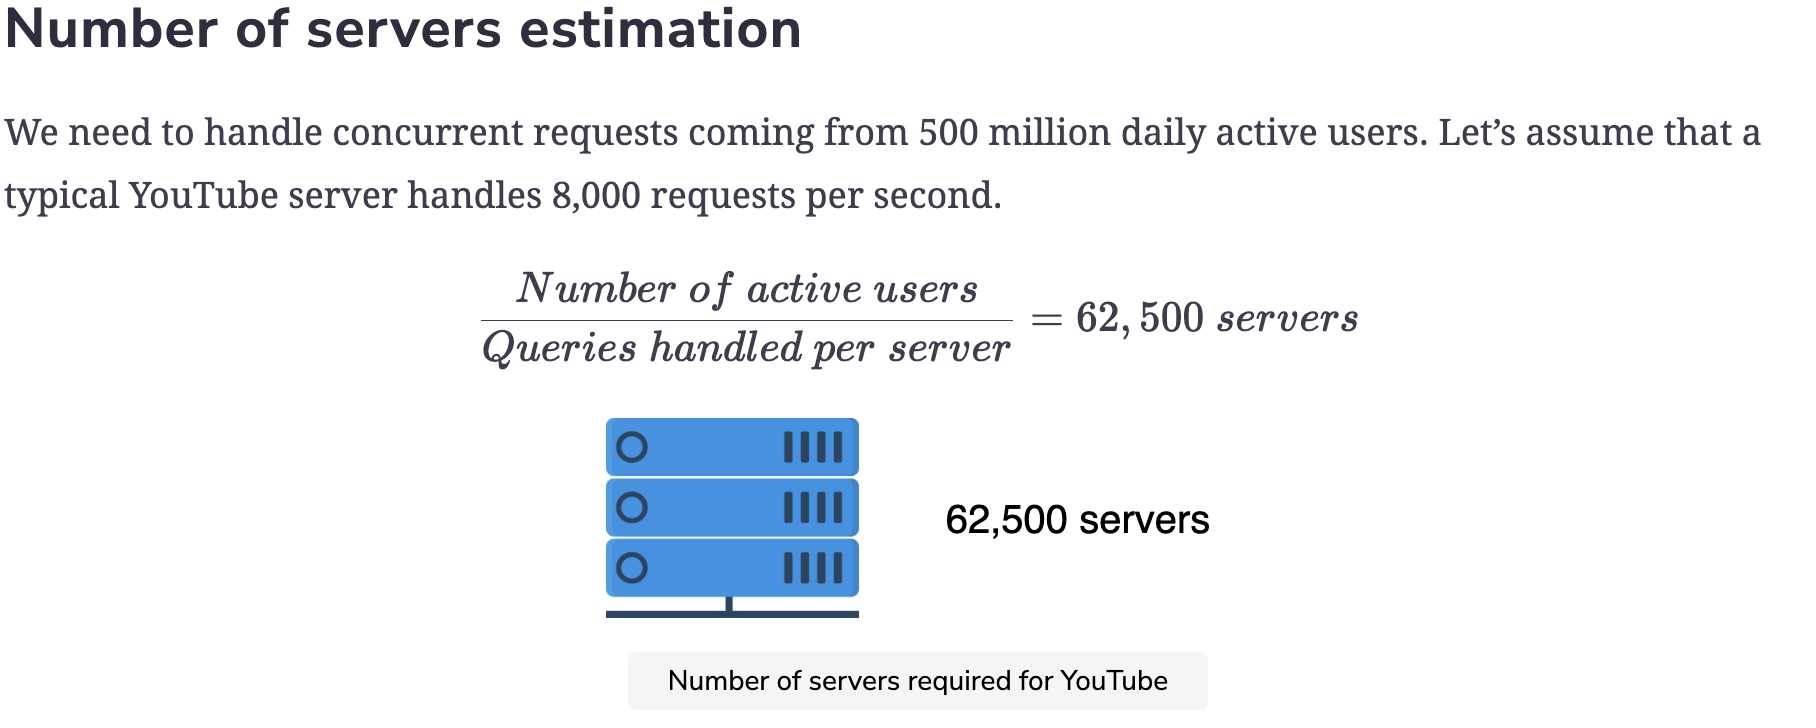 Number of servers estimation
We need to handle concurrent requests coming from 500 million daily active users. Let’s assume that a
typical YouTube server handles 8,000 requests per second.
Number of active users
Queries handled per server
= 62, 500 servers
62,500 servers
Number of servers required for YouTube